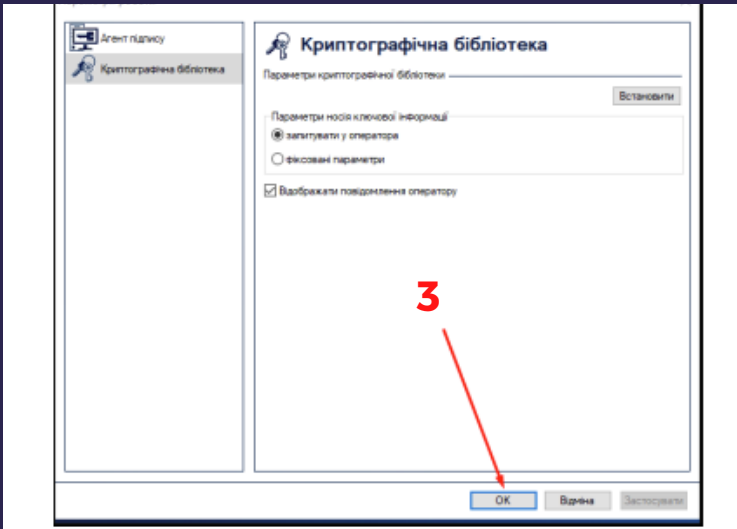 Агент підпису
Криптографічна бібліотека
Криптографічна бібліотека
Параметри криптографічної бібліотеки
Встановити
Параметри носія ключової інформації
запитувати у оператора
фіксовані параметри
Відображати повідомлення оператору
3
OK
Відміна
Застосувати